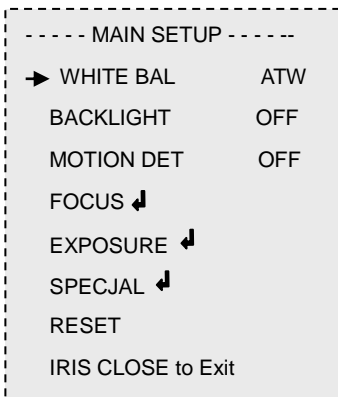 - - - - - MAIN SETUP - - - - --
WHITE BAL ATW
BACKLIGHT OFF
MOTION DET OFF
FOCUS
EXPOSURE
SPECJAL
RESET
IRIS CLOSE to Exit